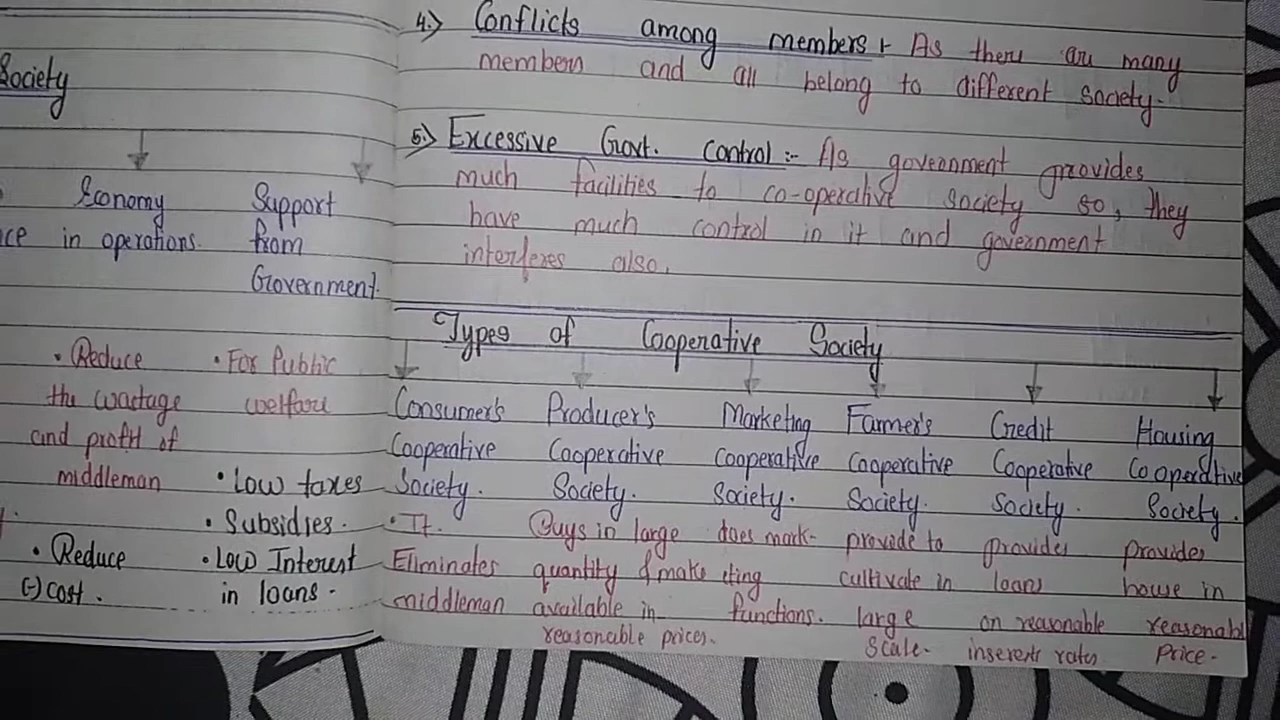 Society
Economy
in operations.
Support
from
Government.
• Reduce
the wastage
and profit of
middleman
• Reduce
(-) cost.
• For Public
welfare
• Low taxes
• Subsidies.
• Low Interest
in loans.
4.) Conflicts among members :- As there are many
members and all belong to different society.
5.) Excessive Govt. control :- As government provides
much facilities to co-operative society so, they
have much control in it and government
interferes also.
Types of Cooperative Society
Consumer's
Cooperative
Society.
• It
Eliminates
middleman
Producer's
Cooperative
Society.
Buys in large
quantity & make
available in
reasonable prices.
Marketing
Cooperative
Society.
does mark-
eting
functions.
Farmer's
Cooperative
Society.
provide to
cultivate in
large
scale.
Credit
Cooperative
Society.
provides
loans
on reasonable
inserest rates
Housing
Cooperative
Society.
provides
house in
reasonabl
price.